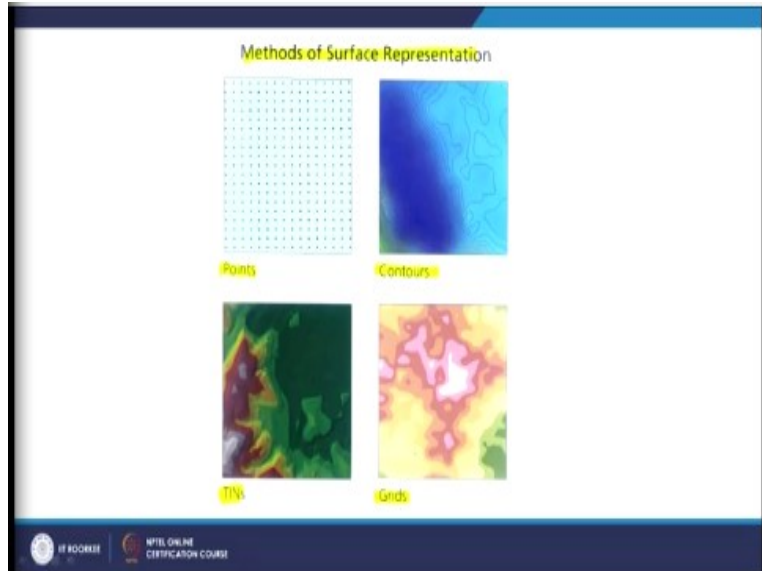 Methods of Surface Representation
Points
Contours
TINs
Grids
IIT ROORKEE
NPTEL ONLINE
CERTIFICATION COURSE